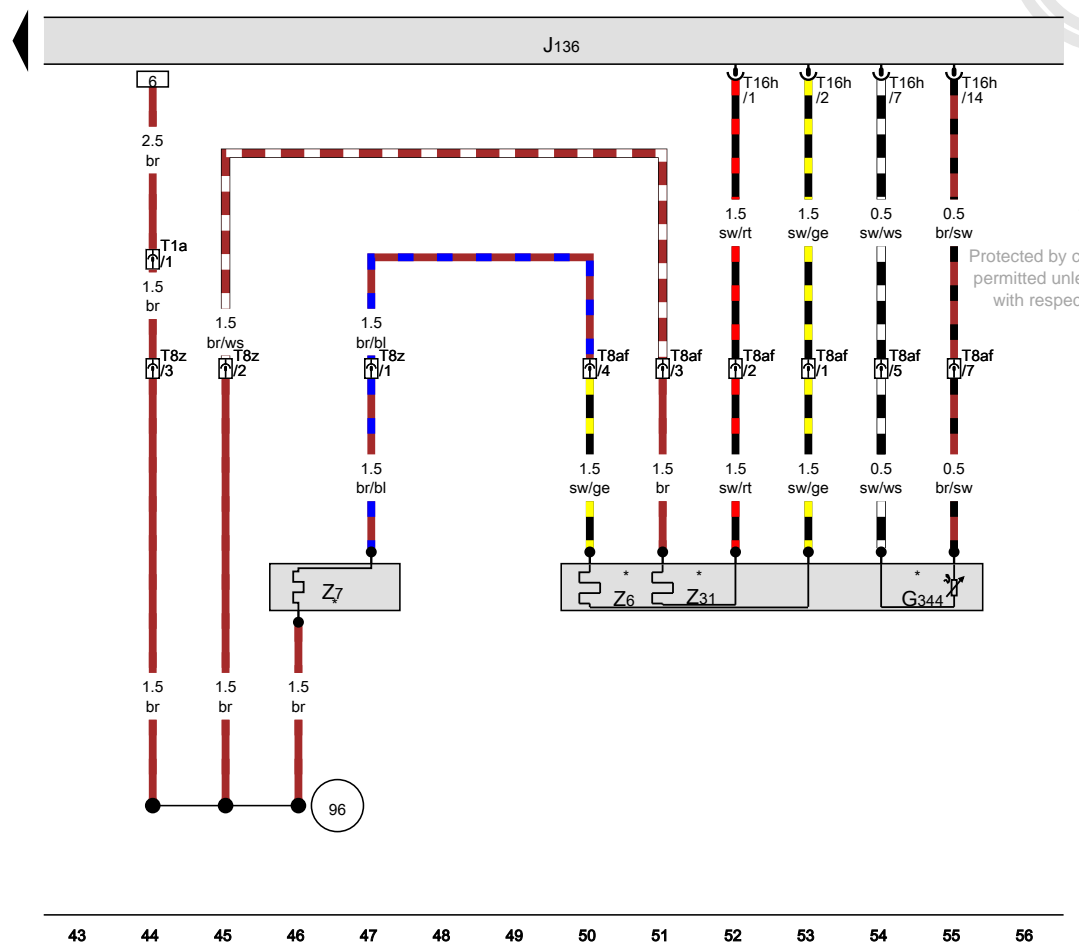 J136
6
T16h
/1
T16h
/2
T16h
/7
T16h
/14
2.5
br
1.5
sw/rt
1.5
sw/ge
0.5
sw/ws
0.5
br/sw
T1a
/1
Protected by
permitted
with
1.5
br
1.5
br/ws
1.5
br/bl
T8z
/3
T8z
/2
T8z
/1
T8af
/4
T8af
/3
T8af
/2
T8af
/1
T8af
/5
T8af
/7
1.5
br/bl
1.5
sw/ge
1.5
br
1.5
sw/rt
1.5
sw/ge
0.5
sw/ws
0.5
br/sw
Z7
*
*
Z6
*
Z31
*
G344
1.5
br
1.5
br
1.5
br
96
43 44 45 46 47 48 49 50 51 52 53 54 55 56